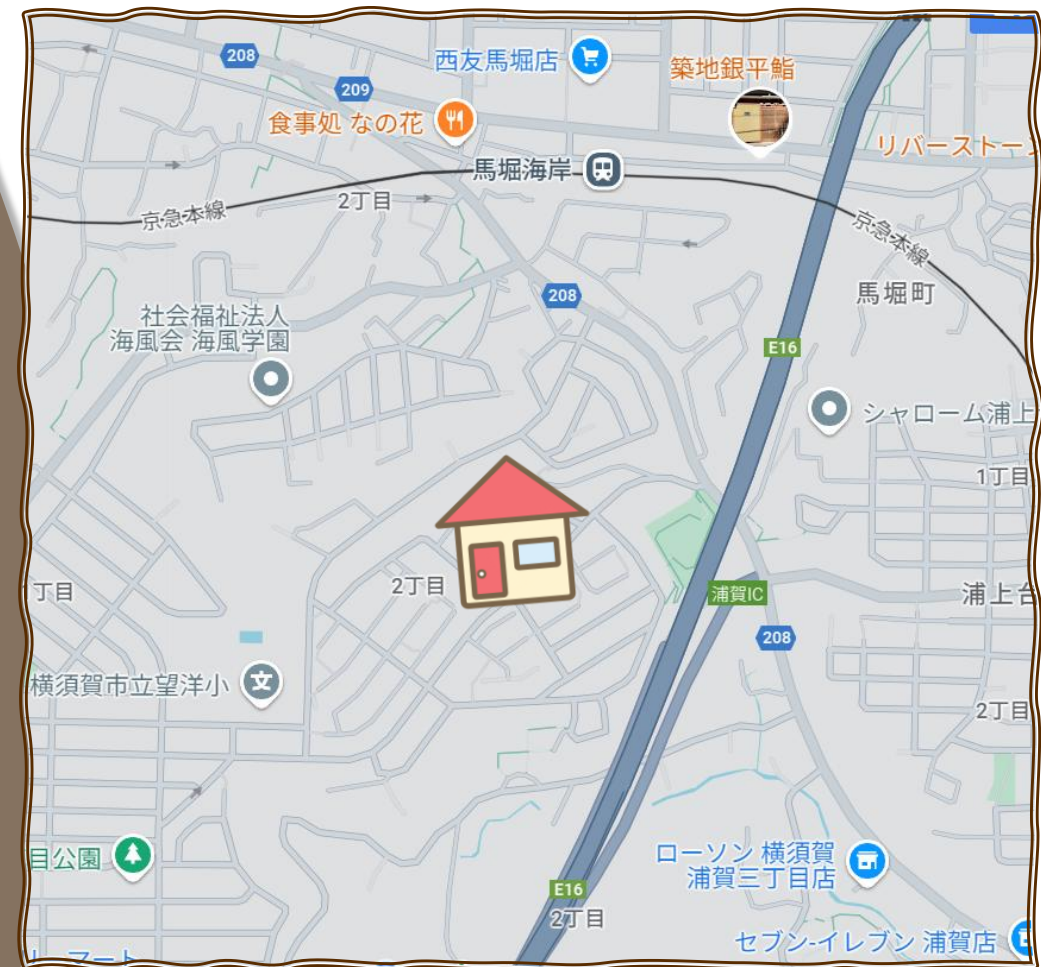 208
西友馬堀店
築地銀平鮨
209
食事処 なの花
リバーストーン
馬堀海岸
2丁目
京急本線
京急本線
馬堀町
208
社会福祉法人
海風会 海風学園
E16
シャローム浦上
1丁目
2丁目
丁目
浦賀IC
浦上台
208
横須賀市立望洋小
文
2丁目
目公園
ローソン 横須賀
浦賀三丁目店
E16
2丁目
セブン-イレブン 浦賀店